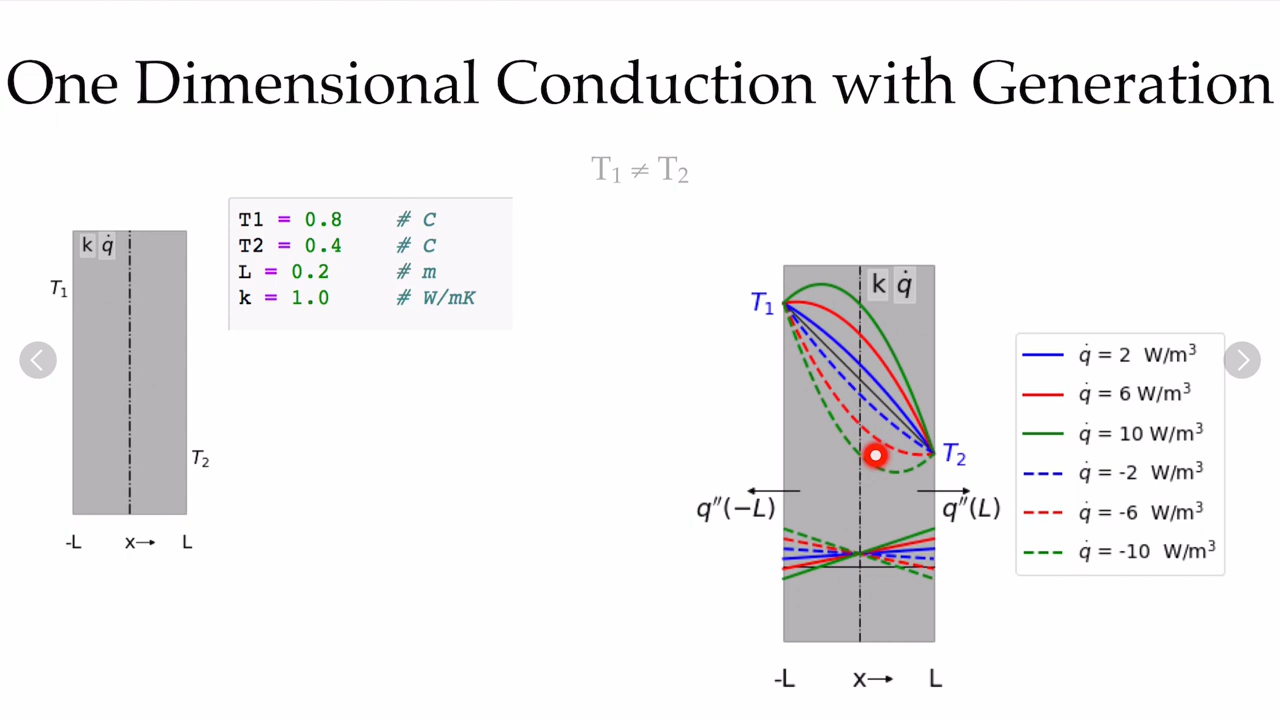 One Dimensional Conduction with Generation
T₁ ≠ T₂
k q̇
T₁
T₂
-L x→ L
T1 = 0.8 # C
T2 = 0.4 # C
L = 0.2 # m
k = 1.0 # W/mK
k q̇
T₁
T₂
q″(−L) q″(L)
-L x→ L
q̇ = 2 W/m³
q̇ = 6 W/m³
q̇ = 10 W/m³
q̇ = -2 W/m³
q̇ = -6 W/m³
q̇ = -10 W/m³